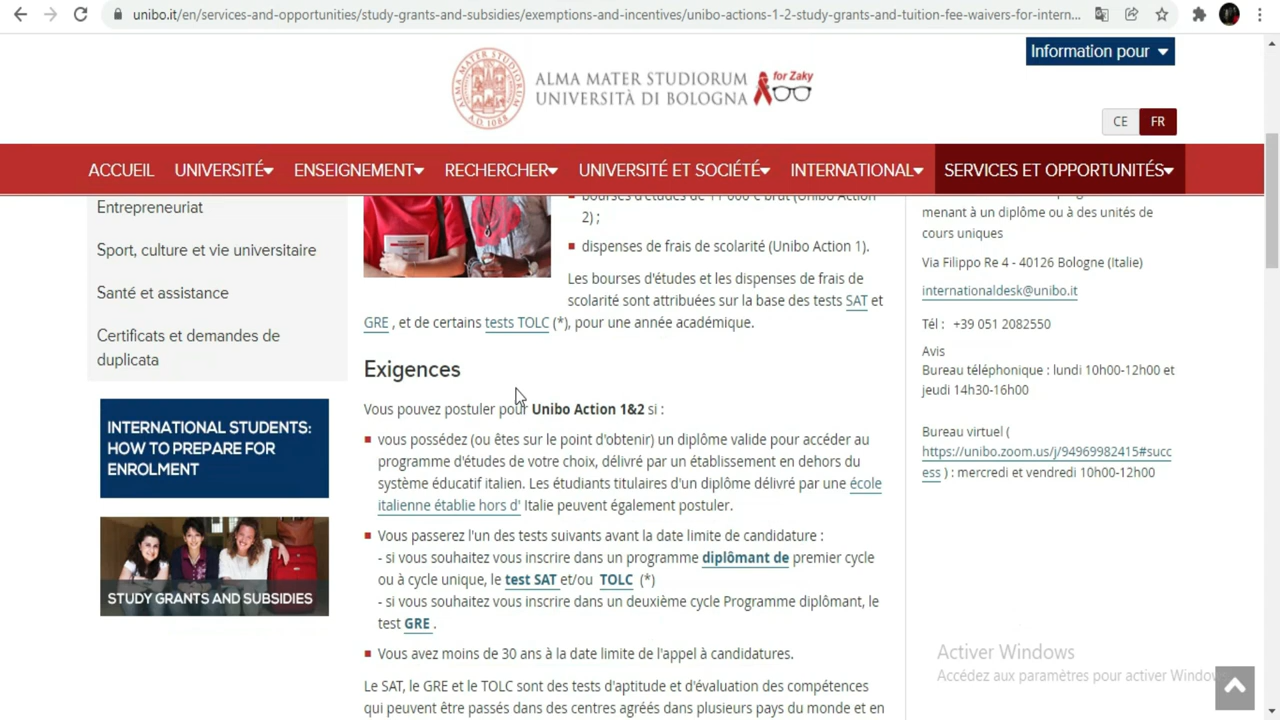 unibo.it/en/services-and-opportunities/study-grants-and-subsidies/exemptions-and-incentives/unibo-actions-1-2-study-grants-and-tuition-fee-waivers-for-intern...
Information pour
ALMA MATER STUDIORUM
UNIVERSITÀ DI BOLOGNA
for Zaky
A.D. 1088
CE FR
ACCUEIL UNIVERSITÉ ENSEIGNEMENT RECHERCHER UNIVERSITÉ ET SOCIÉTÉ INTERNATIONAL SERVICES ET OPPORTUNITÉS
Entrepreneuriat
Sport, culture et vie universitaire
Santé et assistance
Certificats et demandes de
duplicata
INTERNATIONAL STUDENTS:
HOW TO PREPARE FOR
ENROLMENT
STUDY GRANTS AND SUBSIDIES
bourses d'études de 11 000 € brut (Unibo Action
2) ;
dispenses de frais de scolarité (Unibo Action 1).
Les bourses d'études et les dispenses de frais de
scolarité sont attribuées sur la base des tests SAT et
GRE , et de certains tests TOLC (*), pour une année académique.
Exigences
Vous pouvez postuler pour Unibo Action 1&2 si :
vous possédez (ou êtes sur le point d'obtenir) un diplôme valide pour accéder au
programme d'études de votre choix, délivré par un établissement en dehors du
système éducatif italien. Les étudiants titulaires d'un diplôme délivré par une école
italienne établie hors d' Italie peuvent également postuler.
Vous passerez l'un des tests suivants avant la date limite de candidature :
- si vous souhaitez vous inscrire dans un programme diplômant de premier cycle
ou à cycle unique, le test SAT et/ou TOLC (*)
- si vous souhaitez vous inscrire dans un deuxième cycle Programme diplômant, le
test GRE .
Vous avez moins de 30 ans à la date limite de l'appel à candidatures.
Le SAT, le GRE et le TOLC sont des tests d'aptitude et d'évaluation des compétences
qui peuvent être passés dans des centres agréés dans plusieurs pays du monde et en
menant à un diplôme ou à des unités de
cours uniques
Via Filippo Re 4 - 40126 Bologne (Italie)
internationaldesk@unibo.it
Tél : +39 051 2082550
Avis
Bureau téléphonique : lundi 10h00-12h00 et
jeudi 14h30-16h00
Bureau virtuel (
https://unibo.zoom.us/j/94969982415#succ
ess ) : mercredi et vendredi 10h00-12h00
Activer Windows
Accédez aux paramètres pour activer Windows